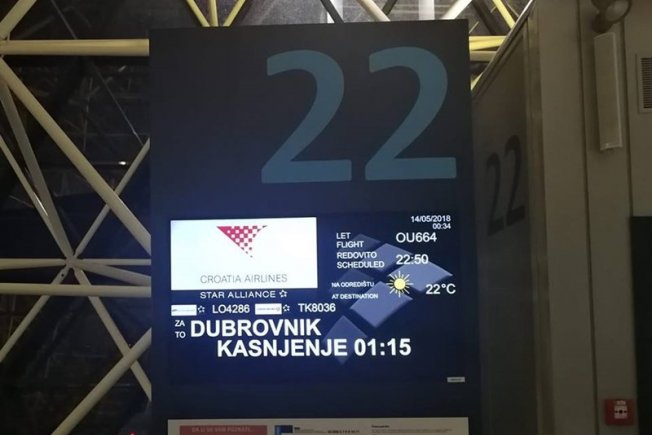 22
14/05/2018
00:34
LET
FLIGHT OU664
REDOVITO
SCHEDULED 22:50
NA ODREDIŠTU
AT DESTINATION 22°C
CROATIA AIRLINES
STAR ALLIANCE
LO4286 TK8036
ZA
TO DUBROVNIK
KASNJENJE 01:15
22